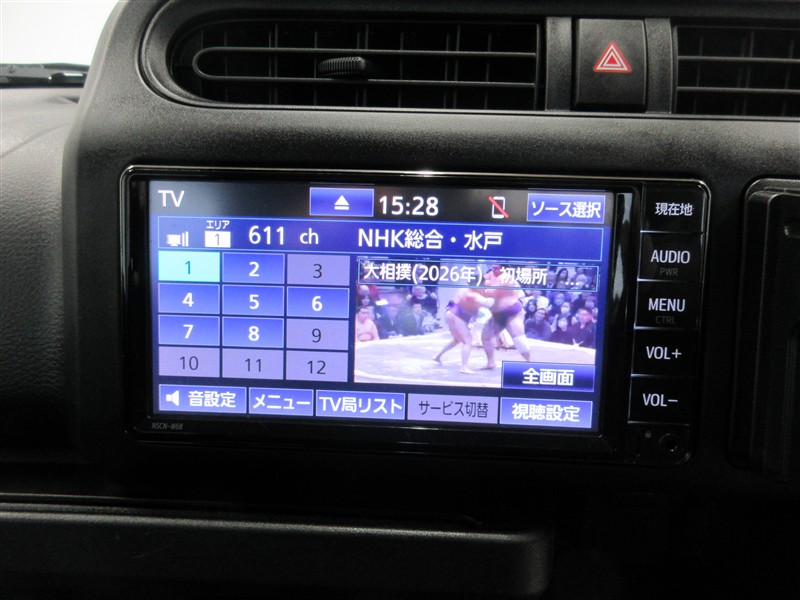 TV
15:28
ソース選択
エリア
1
611 ch
NHK総合・水戸
1 2 3
4 5 6
7 8 9
10 11 12
大相撲(2026年) 初場所 ....
全画面
音設定
メニュー
TV局リスト
サービス切替
視聴設定
NSCN-W68
現在地
AUDIO
PWR
MENU
CTRL
VOL+
VOL−